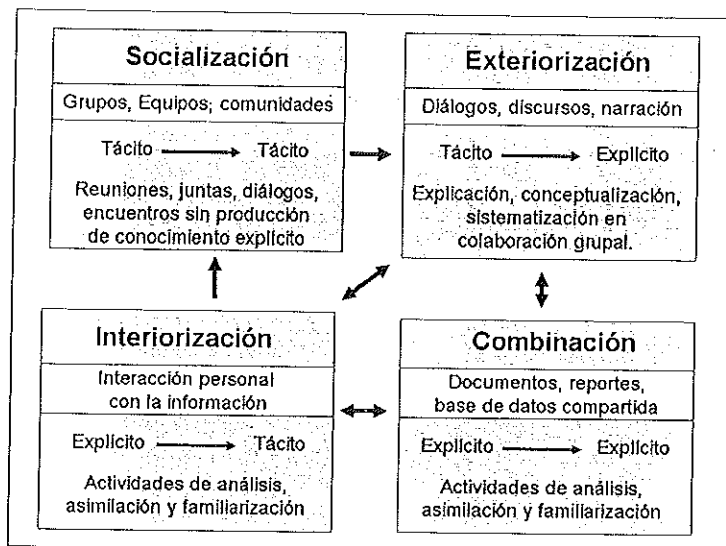 Socialización
Grupos, Equipos; comunidades
Tácito Tácito
Reuniones, juntas, diálogos,
encuentros sin producción
de conocimiento explícito
Exteriorización
Diálogos, discursos, narración
Tácito Explícito
Explicación, conceptualización,
sistematización en
colaboración grupal.
Interiorización
Interacción personal
con la información
Explícito Tácito
Actividades de análisis,
asimilación y familiarización
Combinación
Documentos, reportes,
base de datos compartida
Explícito Explícito
Actividades de análisis,
asimilación y familiarización